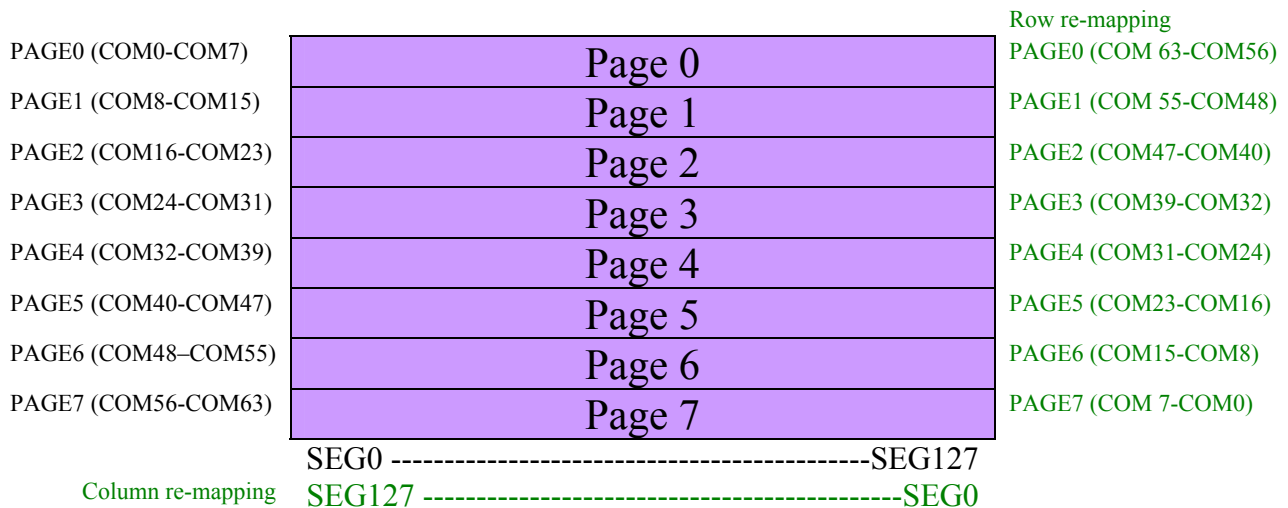 Row re-mapping
PAGE0 (COM0-COM7) Page 0 PAGE0 (COM 63-COM56)
PAGE1 (COM8-COM15) Page 1 PAGE1 (COM 55-COM48)
PAGE2 (COM16-COM23) Page 2 PAGE2 (COM47-COM40)
PAGE3 (COM24-COM31) Page 3 PAGE3 (COM39-COM32)
PAGE4 (COM32-COM39) Page 4 PAGE4 (COM31-COM24)
PAGE5 (COM40-COM47) Page 5 PAGE5 (COM23-COM16)
PAGE6 (COM48–COM55) Page 6 PAGE6 (COM15-COM8)
PAGE7 (COM56-COM63) Page 7 PAGE7 (COM 7-COM0)
SEG0 ---------------------------------------------SEG127
Column re-mapping SEG127 ---------------------------------------------SEG0